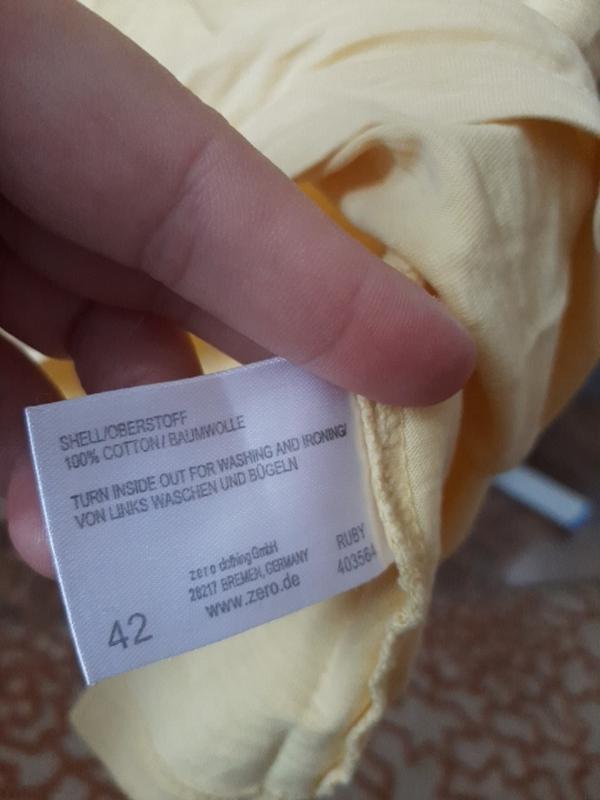 SHELL/OBERSTOFF
100% COTTON / BAUMWOLLE
TURN INSIDE OUT FOR WASHING AND IRONING/
VON LINKS WASCHEN UND BÜGELN
zero clothing GmbH
28217 BREMEN, GERMANY
www.zero.de
RUBY
403564
42